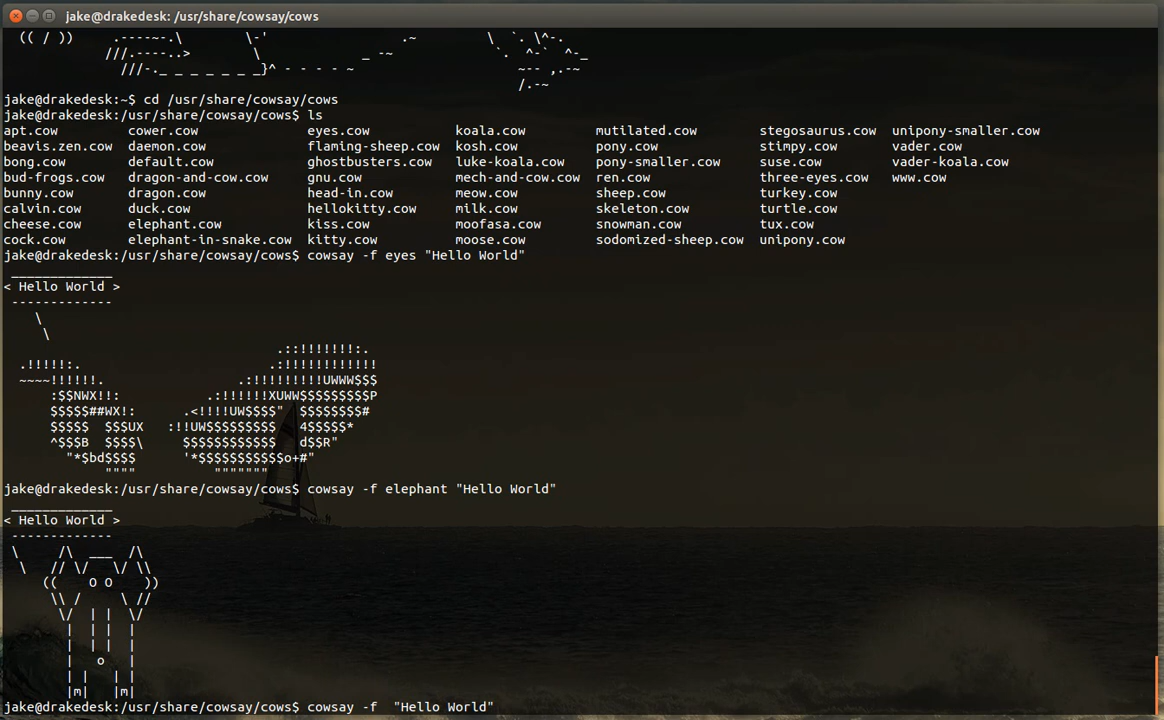 jake@drakedesk: /usr/share/cowsay/cows
 (( / ))     .----~-.\        \-'                 .~         \  `. \^-.
             ///.----..>        \             _ -~             `.  ^-`  ^-_
               ///-._ _ _ _ _ _ _}^ - - - - ~                     ~-- ,.-~
                                                                  /.-~
jake@drakedesk:~$ cd /usr/share/cowsay/cows
jake@drakedesk:/usr/share/cowsay/cows$ ls
apt.cow         cower.cow              eyes.cow           koala.cow         mutilated.cow        stegosaurus.cow  unipony-smaller.cow
beavis.zen.cow  daemon.cow             flaming-sheep.cow  kosh.cow          pony.cow             stimpy.cow       vader.cow
bong.cow        default.cow            ghostbusters.cow   luke-koala.cow    pony-smaller.cow     suse.cow         vader-koala.cow
bud-frogs.cow   dragon-and-cow.cow     gnu.cow            mech-and-cow.cow  ren.cow              three-eyes.cow   www.cow
bunny.cow       dragon.cow             head-in.cow        meow.cow          sheep.cow            turkey.cow
calvin.cow      duck.cow               hellokitty.cow     milk.cow          skeleton.cow         turtle.cow
cheese.cow      elephant.cow           kiss.cow           moofasa.cow       snowman.cow          tux.cow
cock.cow        elephant-in-snake.cow  kitty.cow          moose.cow         sodomized-sheep.cow  unipony.cow
jake@drakedesk:/usr/share/cowsay/cows$ cowsay -f eyes "Hello World"
 _____________
< Hello World >
 -------------
    \
     \
                                   .::!!!!!!!:.
  .!!!!!:.                        .:!!!!!!!!!!!!
  ~~~~!!!!!!.                 .:!!!!!!!!!UWWW$$$
      :$$NWX!!:           .:!!!!!!XUWW$$$$$$$$$P
      $$$$$##WX!:      .<!!!!UW$$$$"  $$$$$$$$#
      $$$$$  $$$UX   :!!UW$$$$$$$$$   4$$$$$*
      ^$$$B  $$$$\     $$$$$$$$$$$$   d$$R"
        "*$bd$$$$      '*$$$$$$$$$$$o+#"
             """"          """""""
jake@drakedesk:/usr/share/cowsay/cows$ cowsay -f elephant "Hello World"
 _____________
< Hello World >
 -------------
 \     /\  ___  /\
  \   // \/   \/ \\
     ((    O O    ))
      \\ /     \ //
       \/  | |  \/
        |  | |  |
        |  | |  |
        |   o   |
        | |   | |
        |m|   |m|
jake@drakedesk:/usr/share/cowsay/cows$ cowsay -f  "Hello World"